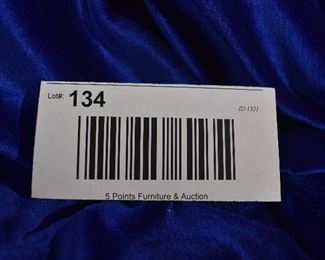 Lot#: 134
ID:1321
5 Points Furniture & Auction